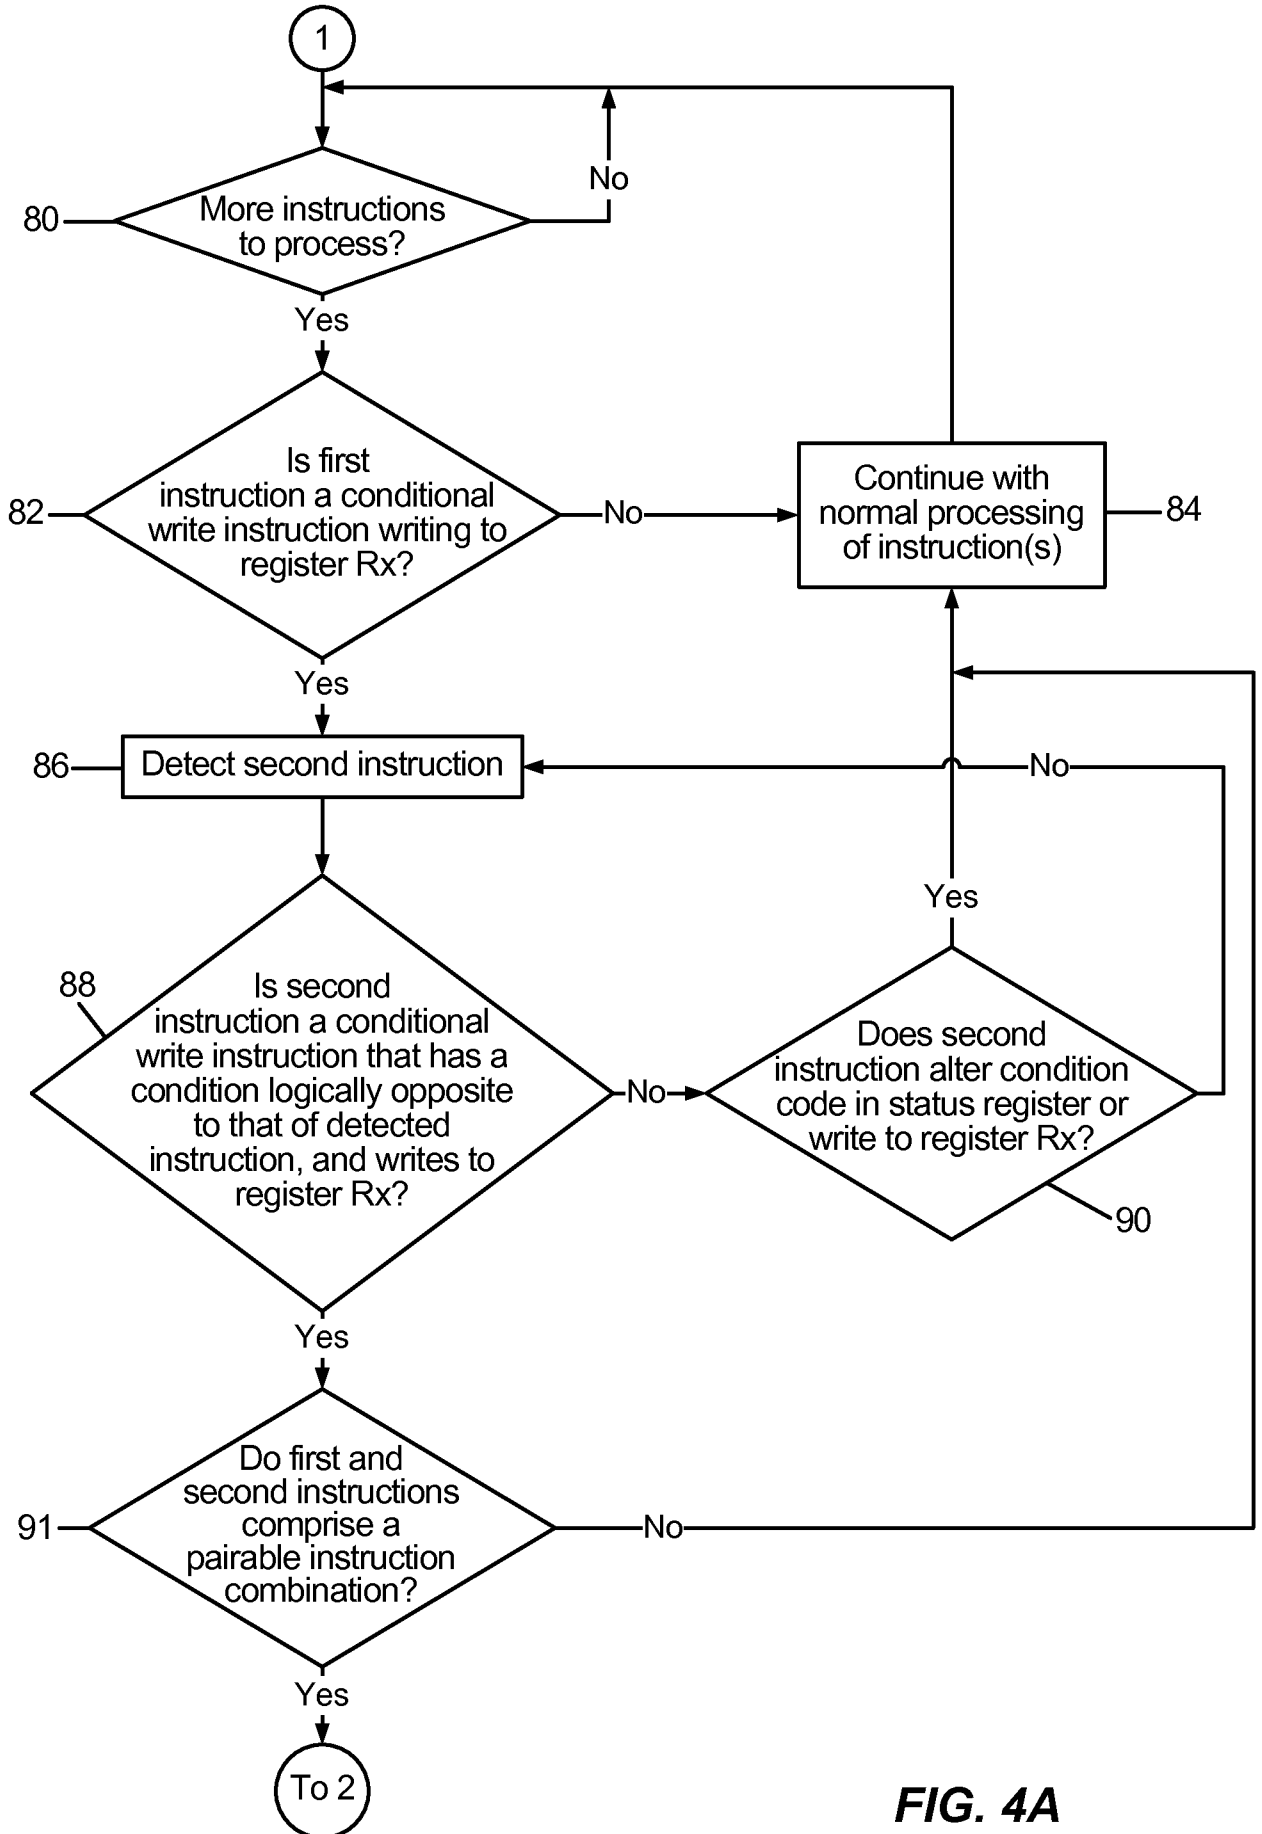 1
No
80
More instructions
to process?
Yes
82
Is first
instruction a conditional
write instruction writing to
register Rx?
No
Continue with
normal processing
of instruction(s)
84
Yes
86
Detect second instruction
No
Yes
88
Is second
instruction a conditional
write instruction that has a
condition logically opposite
to that of detected
instruction, and writes to
register Rx?
No
Does second
instruction alter condition
code in status register or
write to register Rx?
90
Yes
91
Do first and
second instructions
comprise a
pairable instruction
combination?
No
Yes
To 2
FIG. 4A